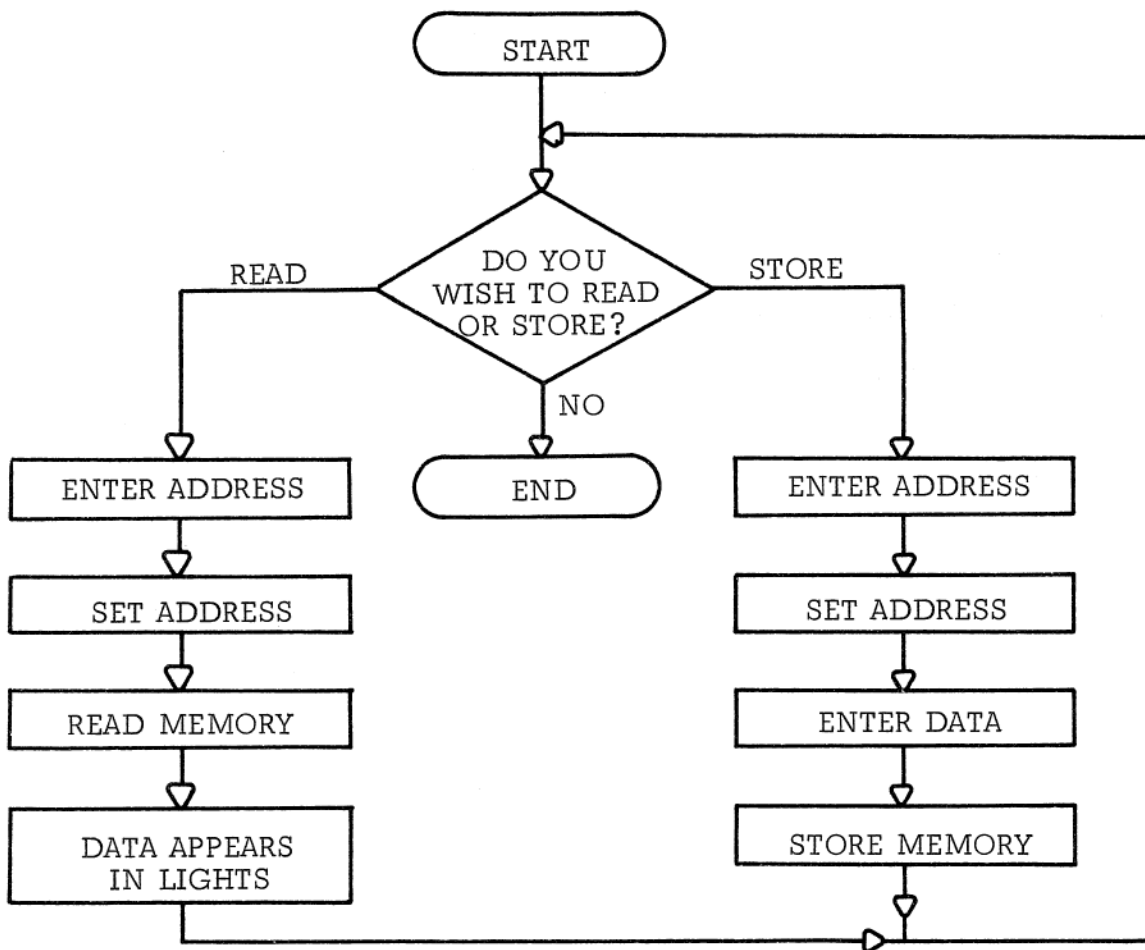 START
DO YOU
WISH TO READ
OR STORE?
READ
STORE
NO
END
ENTER ADDRESS
SET ADDRESS
READ MEMORY
DATA APPEARS
IN LIGHTS
ENTER ADDRESS
SET ADDRESS
ENTER DATA
STORE MEMORY